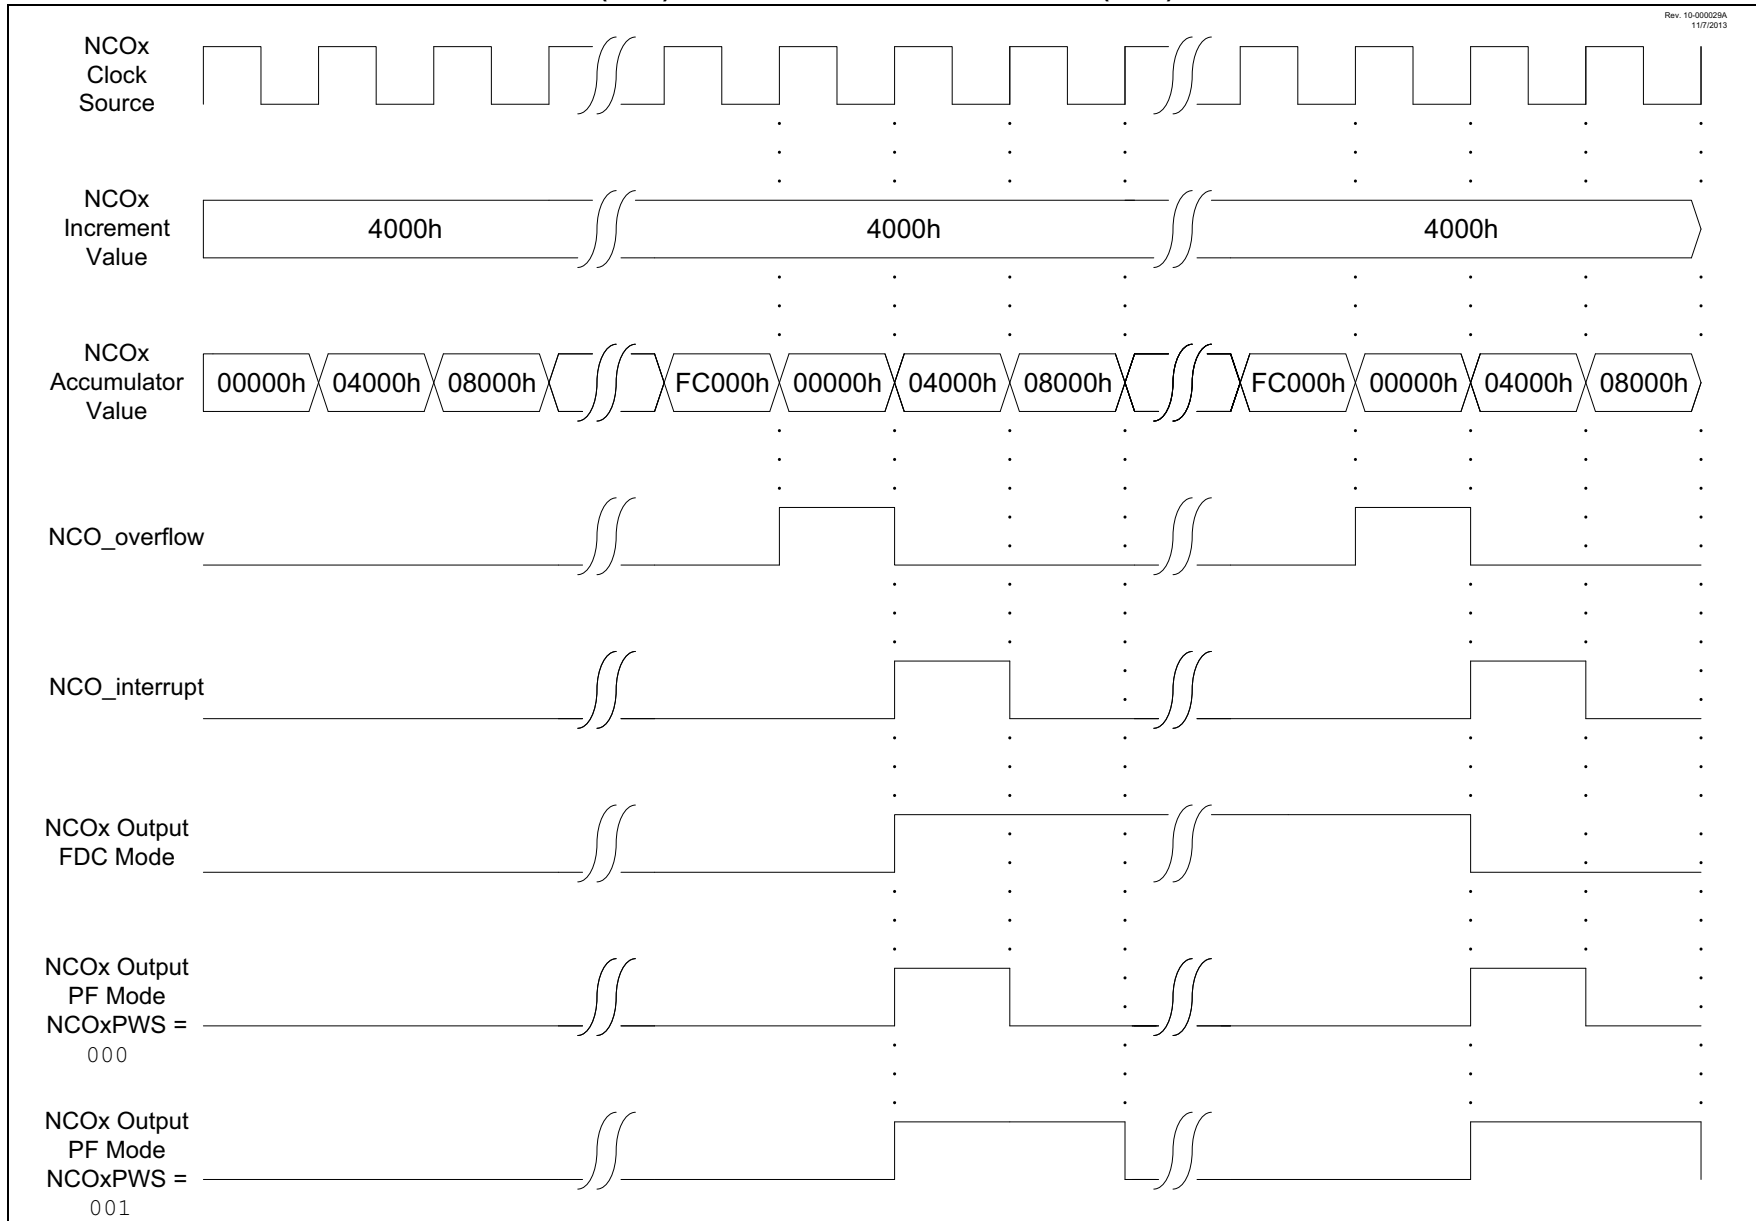 Rev. 10-000029A
11/7/2013
NCOx
Clock
Source
NCOx
Increment
Value
4000h
4000h
4000h
NCOx
Accumulator
Value
00000h 04000h 08000h FC000h 00000h 04000h 08000h FC000h 00000h 04000h 08000h
NCO_overflow
NCO_interrupt
NCOx Output
FDC Mode
NCOx Output
PF Mode
NCOxPWS =
000
NCOx Output
PF Mode
NCOxPWS =
001